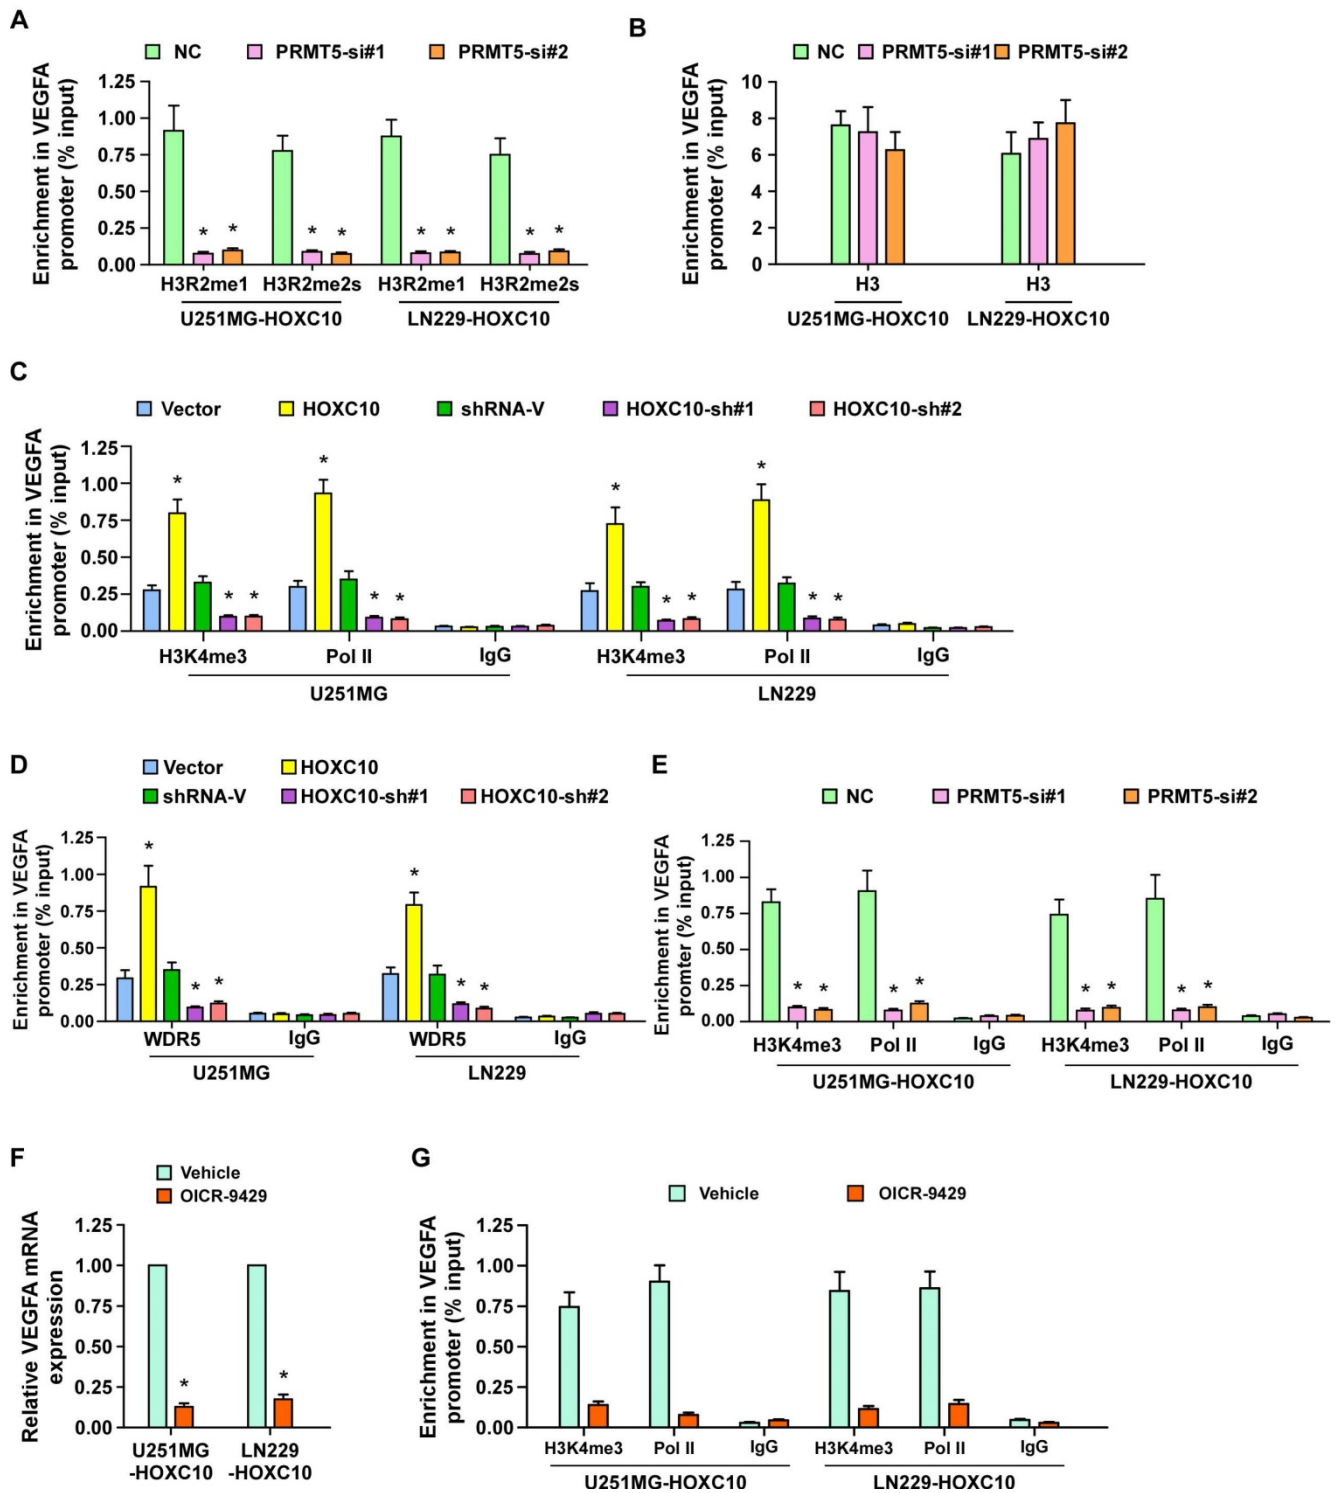 A
NC PRMT5-si#1 PRMT5-si#2
Enrichment in VEGFA
promoter (% input)
1.25
1.00
0.75
0.50
0.25
0.00
* * * * * * * *
H3R2me1 H3R2me2s H3R2me1 H3R2me2s
U251MG-HOXC10 LN229-HOXC10
B
NC PRMT5-si#1 PRMT5-si#2
Enrichment in VEGFA
promoter (% input)
10
8
6
4
2
0
H3 H3
U251MG-HOXC10 LN229-HOXC10
C
Vector HOXC10 shRNA-V HOXC10-sh#1 HOXC10-sh#2
Enrichment in VEGFA
promoter (% input)
1.25
1.00
0.75
0.50
0.25
0.00
* * * * * * * * * * * *
H3K4me3 Pol II IgG H3K4me3 Pol II IgG
U251MG LN229
D
Vector HOXC10
shRNA-V HOXC10-sh#1 HOXC10-sh#2
Enrichment in VEGFA
promoter (% input)
1.25
1.00
0.75
0.50
0.25
0.00
* * * * * *
WDR5 IgG WDR5 IgG
U251MG LN229
E
NC PRMT5-si#1 PRMT5-si#2
Enrichment in VEGFA
promter (% input)
1.25
1.00
0.75
0.50
0.25
0.00
* * * * * * * *
H3K4me3 Pol II IgG H3K4me3 Pol II IgG
U251MG-HOXC10 LN229-HOXC10
F
Vehicle
OICR-9429
Relative VEGFA mRNA
expression
1.25
1.00
0.75
0.50
0.25
0.00
* *
U251MG LN229
-HOXC10 -HOXC10
G
Vehicle OICR-9429
Enrichment in VEGFA
promoter (% input)
1.25
1.00
0.75
0.50
0.25
0.00
H3K4me3 Pol II IgG H3K4me3 Pol II IgG
U251MG-HOXC10 LN229-HOXC10